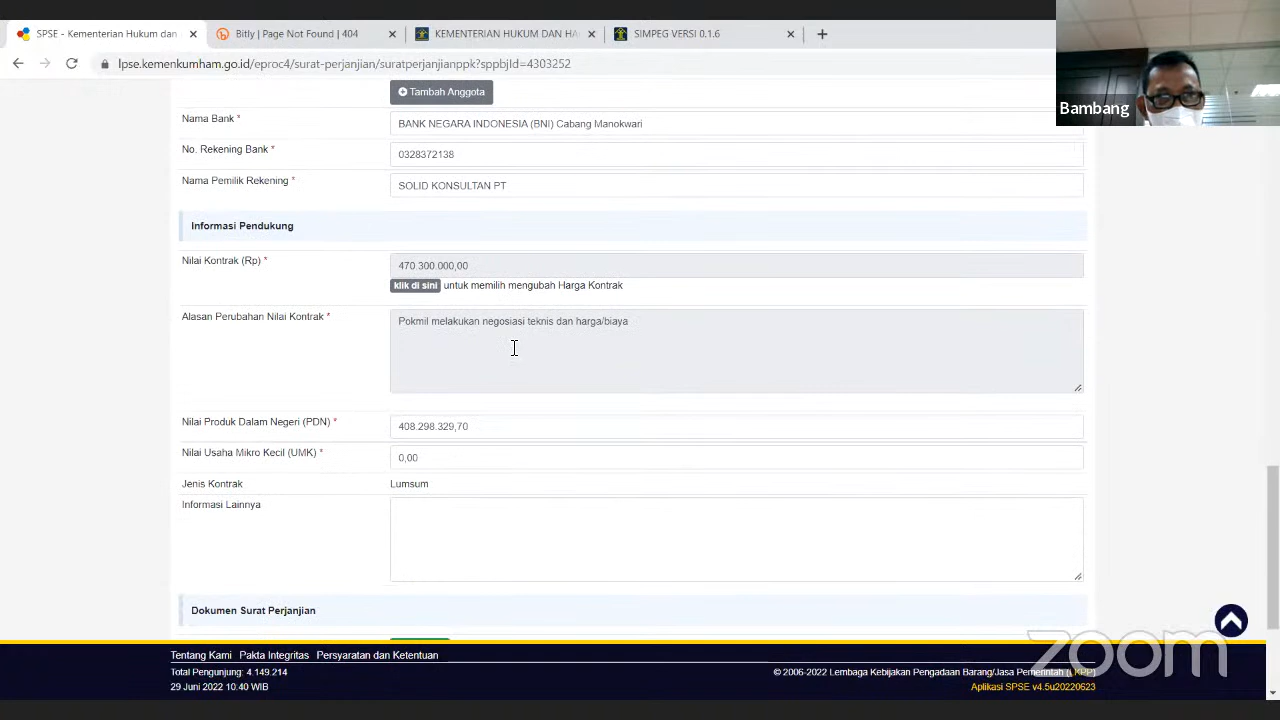 SPSE - Kementerian Hukum dan
Bitly | Page Not Found | 404
KEMENTERIAN HUKUM DAN HA
SIMPEG VERSI 0.1.6
lpse.kemenkumham.go.id/eproc4/surat-perjanjian/suratperjanjianppk?sppbjId=4303252
Bambang
Tambah Anggota
Nama Bank *
BANK NEGARA INDONESIA (BNI) Cabang Manokwari
No. Rekening Bank *
0328372138
Nama Pemilik Rekening *
SOLID KONSULTAN PT
Informasi Pendukung
Nilai Kontrak (Rp) *
470.300.000,00
klik di sini untuk memilih mengubah Harga Kontrak
Alasan Perubahan Nilai Kontrak *
Pokmil melakukan negosiasi teknis dan harga/biaya
Nilai Produk Dalam Negeri (PDN) *
408.298.329,70
Nilai Usaha Mikro Kecil (UMK) *
0,00
Jenis Kontrak
Lumsum
Informasi Lainnya
Dokumen Surat Perjanjian
Tentang Kami Pakta Integritas Persyaratan dan Ketentuan
Total Pengunjung: 4.149.214
29 Juni 2022 10:40 WIB
© 2006-2022 Lembaga Kebijakan Pengadaan Barang/Jasa Pemerintah (LKPP)
Aplikasi SPSE v4.5u20220623
zoom